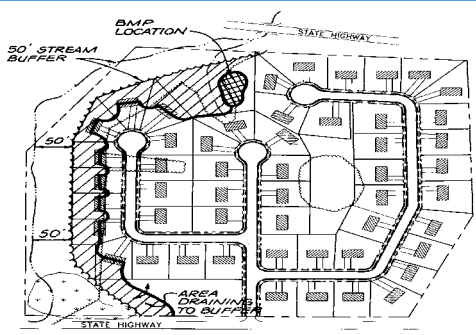 BMP
LOCATION
STATE HIGHWAY
50' STREAM
BUFFER
50'
50'
AREA
DRAINING
TO BUFFER
STATE HIGHWAY